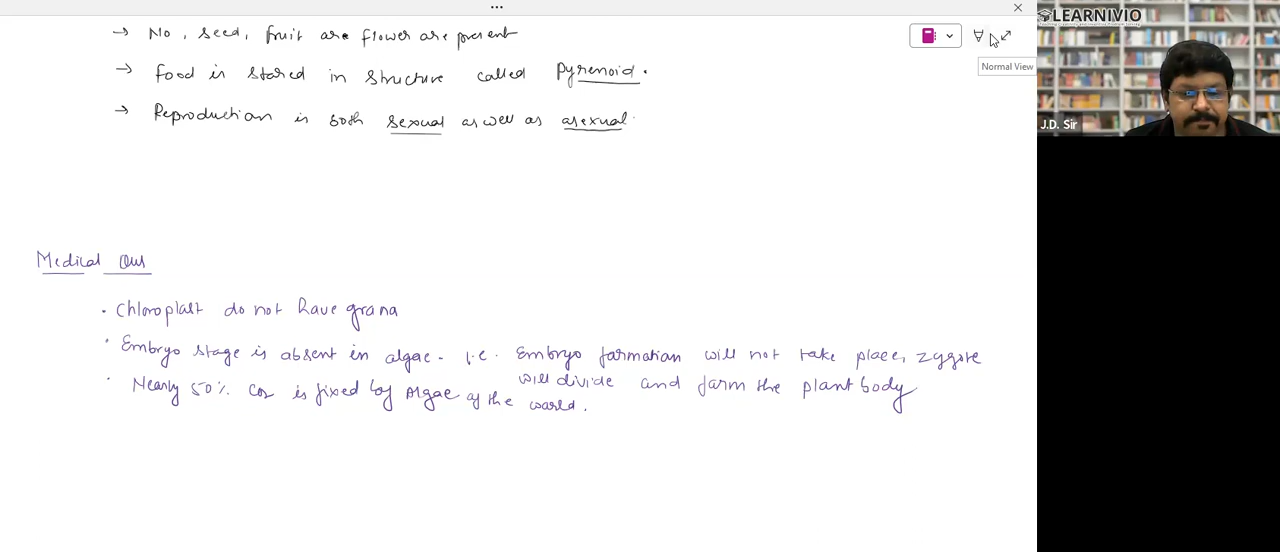 → No, seed, fruit are flower are present
→ Food is stored in structure called Pyrenoid.
→ Reproduction is both sexual as well as asexual.
Medical Ques
• Chloroplast do not have grana
• Embryo stage is absent in algae - i.e. Embryo formation will not take place, zygote
will divide and form the plant body
• Nearly 50% CO2 is fixed by Algae of the world.
Normal View
LEARNIVIO
J.D. Sir